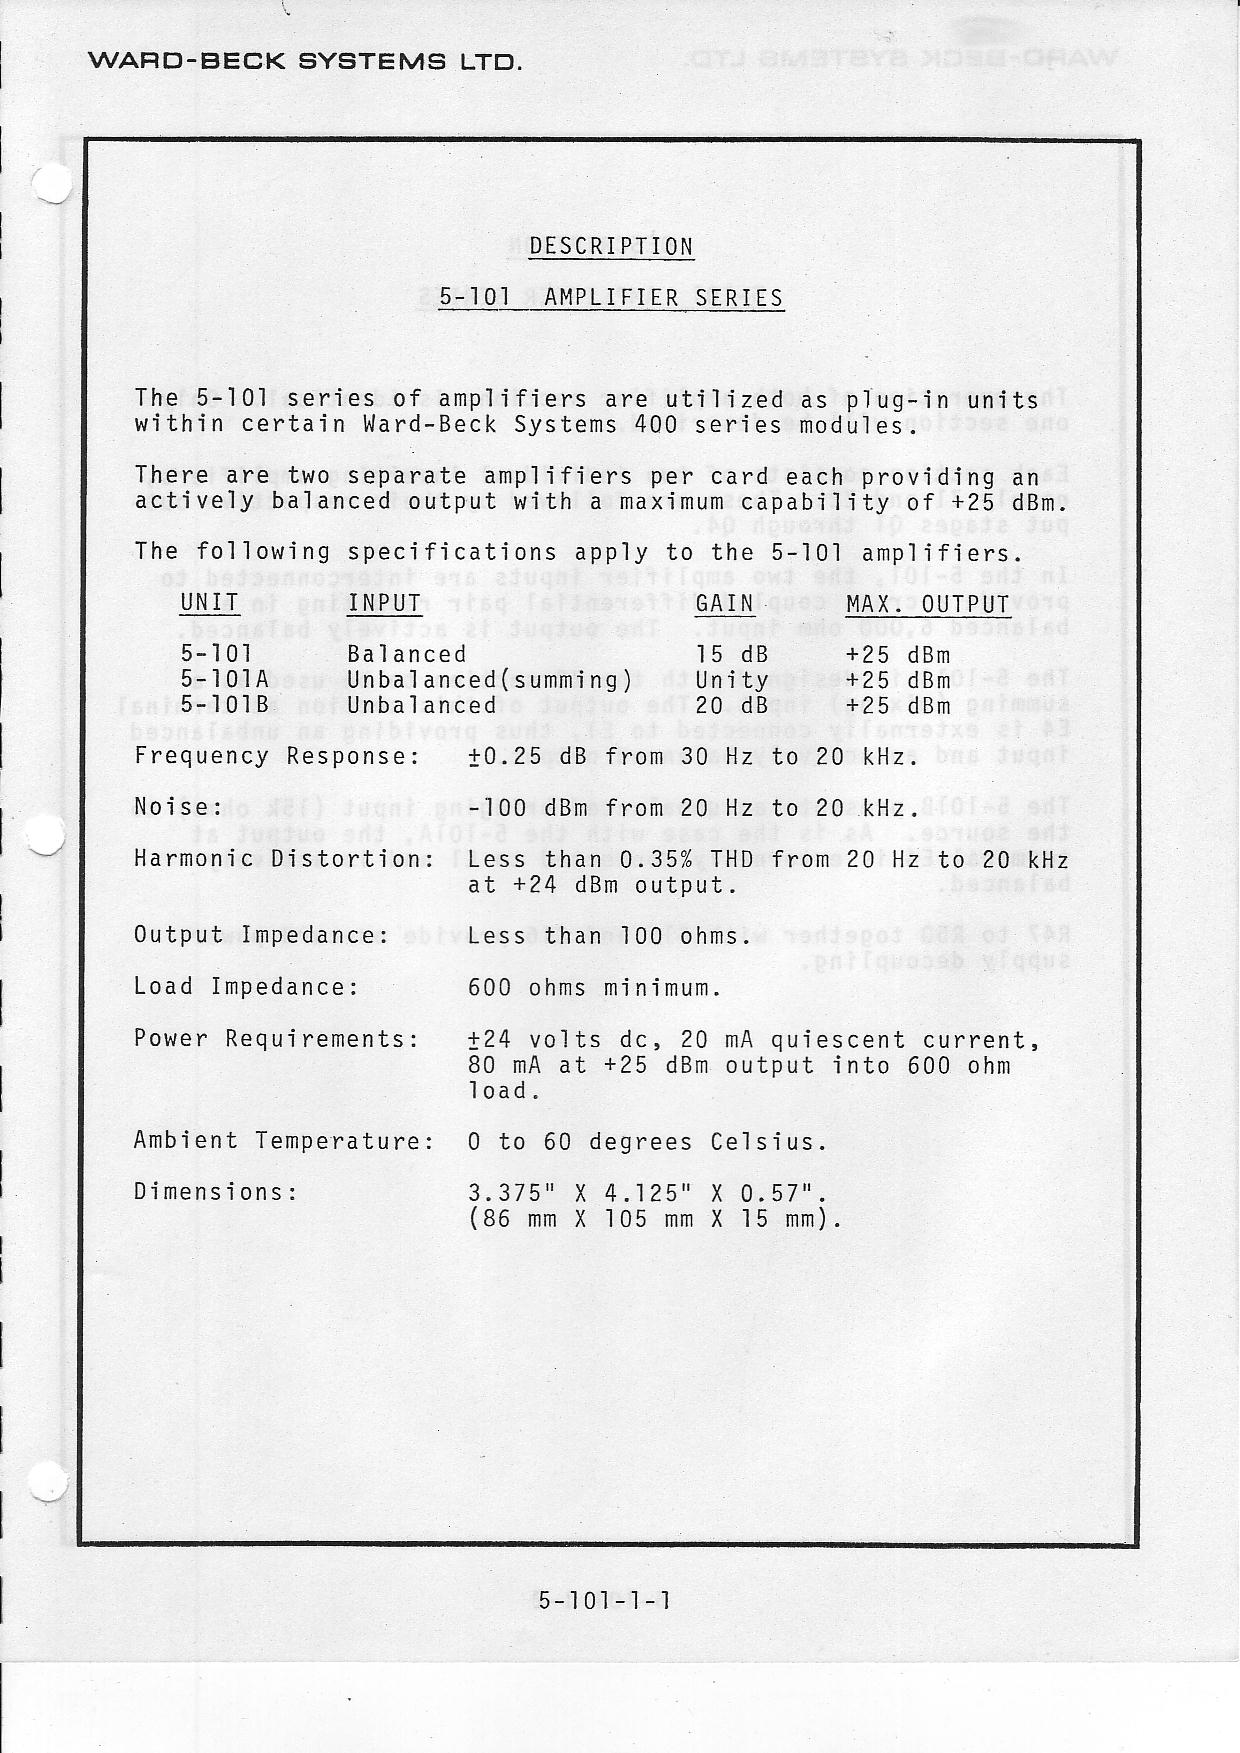 WARD-BECK SYSTEMS LTD.
DESCRIPTION
5-101 AMPLIFIER SERIES
The 5-101 series of amplifiers are utilized as plug-in units
within certain Ward-Beck Systems 400 series modules.
There are two separate amplifiers per card each providing an
actively balanced output with a maximum capability of +25 dBm.
The following specifications apply to the 5-101 amplifiers.
UNIT INPUT GAIN MAX. OUTPUT
5-101 Balanced 15 dB +25 dBm
5-101A Unbalanced(summing) Unity +25 dBm
5-101B Unbalanced 20 dB +25 dBm
Frequency Response: ±0.25 dB from 30 Hz to 20 kHz.
Noise: -100 dBm from 20 Hz to 20 kHz.
Harmonic Distortion: Less than 0.35% THD from 20 Hz to 20 kHz
at +24 dBm output.
Output Impedance: Less than 100 ohms.
Load Impedance: 600 ohms minimum.
Power Requirements: ±24 volts dc, 20 mA quiescent current,
80 mA at +25 dBm output into 600 ohm
load.
Ambient Temperature: 0 to 60 degrees Celsius.
Dimensions: 3.375" X 4.125" X 0.57".
(86 mm X 105 mm X 15 mm).
5-101-1-1